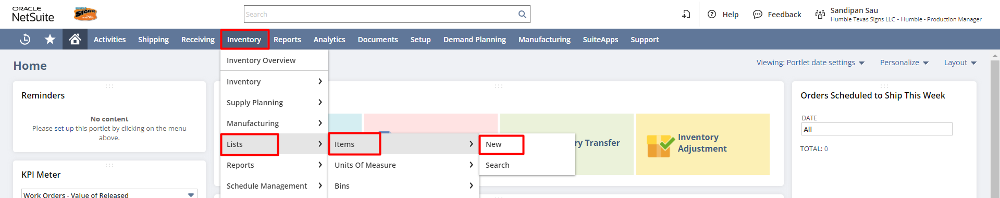 ORACLE
NetSuite
SIGN CO
Search
Help
Feedback
Sandipan Sau
Humble Texas Signs LLC - Humble - Production Manager
Activities Shipping Receiving Inventory Reports Analytics Documents Setup Demand Planning Manufacturing SuiteApps Support
Home
Viewing: Portlet date settings
Personalize
Layout
Inventory Overview
Inventory
Supply Planning
Manufacturing
Lists
Reports
Schedule Management
Items
Units Of Measure
Bins
New
Search
Reminders
No content
Please set up this portlet by clicking on the menu
above.
KPI Meter
Work Orders - Value of Released
ry Transfer
Inventory
Adjustment
Orders Scheduled to Ship This Week
DATE
All
TOTAL: 0